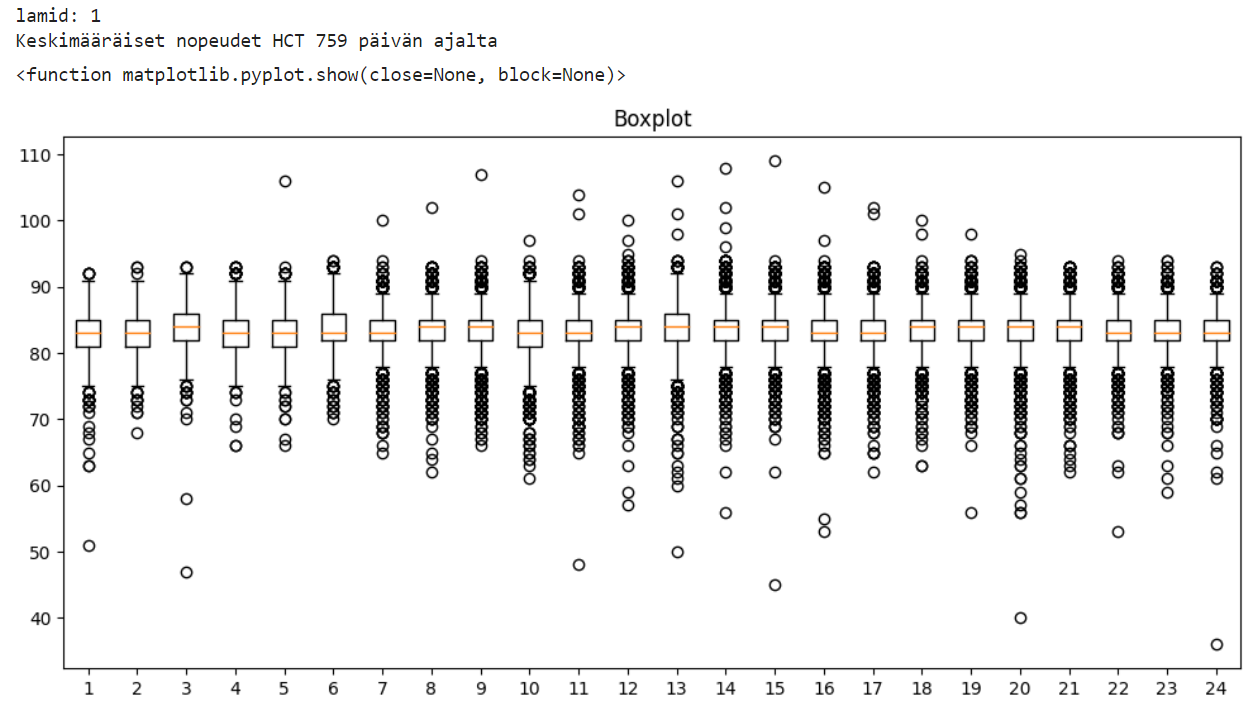 lamid: 1
Keskimääräiset nopeudet HCT 759 päivän ajalta
<function matplotlib.pyplot.show(close=None, block=None)>
Boxplot
110
100
90
80
70
60
50
40
1 2 3 4 5 6 7 8 9 10 11 12 13 14 15 16 17 18 19 20 21 22 23 24